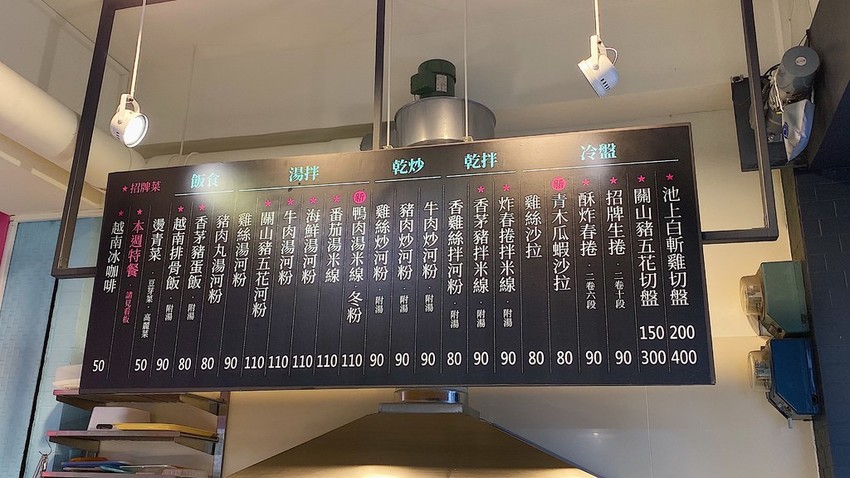 冷盤
★池上白斬雞切盤 200 400
★關山豬五花切盤 150 300
★招牌生捲．二卷十段 90
★酥炸春捲．二卷六段 90
新 青木瓜蝦沙拉 80
雞絲沙拉 80
乾拌
★炸春捲拌米線．附湯 90
★香茅豬拌米線．附湯 90
香雞絲拌河粉．附湯 80
乾炒
牛肉炒河粉．附湯 90
豬肉炒河粉．附湯 90
雞絲炒河粉．附湯 90
湯拌
新 鴨肉湯米線 冬粉 110
★番茄湯米線 110
★海鮮湯河粉 110
★牛肉湯河粉 110
★關山豬五花河粉 110
雞絲湯河粉 90
豬肉丸湯河粉 80
飯食
★香茅豬蛋飯．附湯 80
★越南排骨飯．附湯 90
燙青菜．豆芽菜．高麗菜 50
★招牌菜
★本週特餐．請見看板
★越南冰咖啡 50